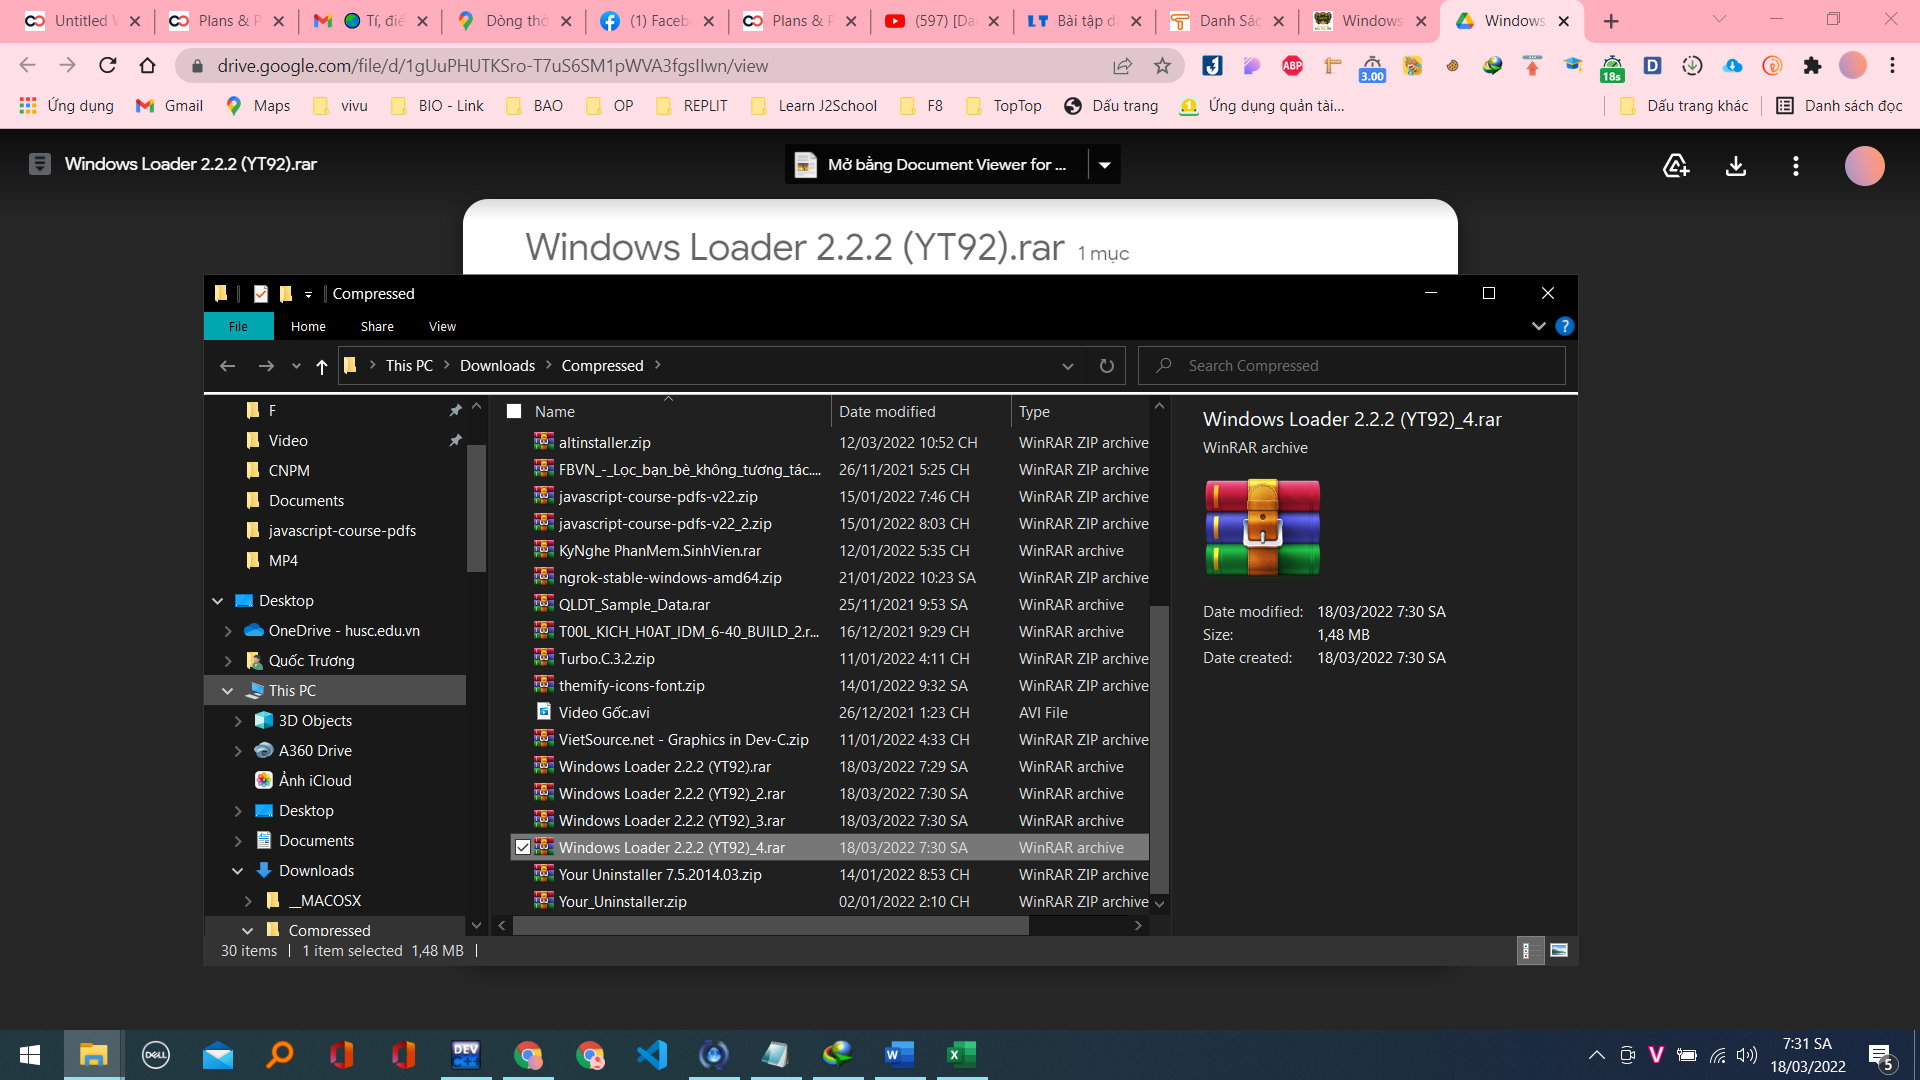 Untitled W
Plans & P
Tí, điể
Dòng thờ
(1) Facebo
Plans & P
(597) [Da
Bài tập dạ
Danh Sác
Windows
Windows
drive.google.com/file/d/1gUuPHUTKSro-T7uS6SM1pWVA3fgsIIwn/view
ABP
3.00
18s
D
Ứng dụng
Gmail
Maps
vivu
BIO - Link
BAO
OP
REPLIT
Learn J2School
F8
TopTop
Dấu trang
Ứng dụng quản tài...
Dấu trang khác
Danh sách đọc
Windows Loader 2.2.2 (YT92).rar
Mở bằng Document Viewer for ...
Windows Loader 2.2.2 (YT92).rar 1 mục
Compressed
File
Home
Share
View
This PC
Downloads
Compressed
Search Compressed
F
Video
CNPM
Documents
javascript-course-pdfs
MP4
Desktop
OneDrive - husc.edu.vn
Quốc Trương
This PC
3D Objects
A360 Drive
Ảnh iCloud
Desktop
Documents
Downloads
__MACOSX
Compressed
Name Date modified Type
altinstaller.zip 12/03/2022 10:52 CH WinRAR ZIP archive
FBVN_-_Lọc_bạn_bè_không_tương_tác.... 26/11/2021 5:25 CH WinRAR ZIP archive
javascript-course-pdfs-v22.zip 15/01/2022 7:46 CH WinRAR ZIP archive
javascript-course-pdfs-v22_2.zip 15/01/2022 8:03 CH WinRAR ZIP archive
KyNghe PhanMem.SinhVien.rar 12/01/2022 5:35 CH WinRAR archive
ngrok-stable-windows-amd64.zip 21/01/2022 10:23 SA WinRAR ZIP archive
QLDT_Sample_Data.rar 25/11/2021 9:53 SA WinRAR archive
T00L_KICH_H0AT_IDM_6-40_BUILD_2.r... 16/12/2021 9:29 CH WinRAR archive
Turbo.C.3.2.zip 11/01/2022 4:11 CH WinRAR ZIP archive
themify-icons-font.zip 14/01/2022 9:32 SA WinRAR ZIP archive
Video Gốc.avi 26/12/2021 1:23 CH AVI File
VietSource.net - Graphics in Dev-C.zip 11/01/2022 4:33 CH WinRAR ZIP archive
Windows Loader 2.2.2 (YT92).rar 18/03/2022 7:29 SA WinRAR archive
Windows Loader 2.2.2 (YT92)_2.rar 18/03/2022 7:30 SA WinRAR archive
Windows Loader 2.2.2 (YT92)_3.rar 18/03/2022 7:30 SA WinRAR archive
Windows Loader 2.2.2 (YT92)_4.rar 18/03/2022 7:30 SA WinRAR archive
Your Uninstaller 7.5.2014.03.zip 14/01/2022 8:53 CH WinRAR ZIP archive
Your_Uninstaller.zip 02/01/2022 2:10 CH WinRAR ZIP archive
Windows Loader 2.2.2 (YT92)_4.rar
WinRAR archive
Date modified: 18/03/2022 7:30 SA
Size: 1,48 MB
Date created: 18/03/2022 7:30 SA
30 items
1 item selected 1,48 MB
DELL
DEV
C++
7:31 SA
18/03/2022
5